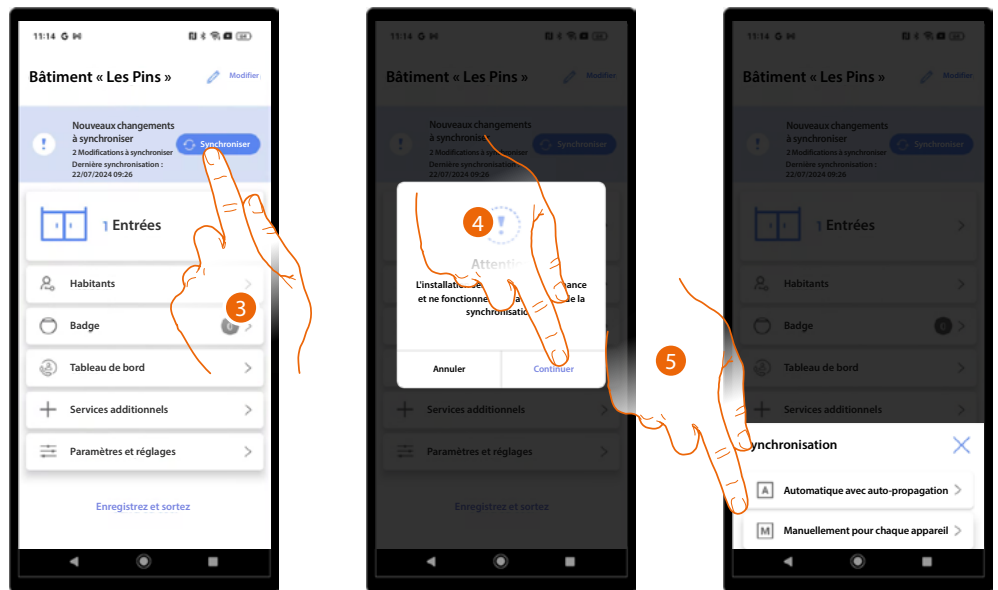 11:14
Bâtiment « Les Pins »
Modifier
Nouveaux changements
à synchroniser
2 Modifications à synchroniser
Dernière synchronisation :
22/07/2024 09:26
Synchroniser
1 Entrées
Habitants
Badge
Tableau de bord
Services additionnels
Paramètres et réglages
Enregistrez et sortez
3
11:14
Bâtiment « Les Pins »
Modifier
Nouveaux changements
à synchroniser
2 Modifications à synchroniser
Dernière synchronisation
22/07/2024 09:26
Synchroniser
4
L'installation
et ne de la
Annuler
Continuer
Services additionnels
Paramètres et réglages
Enregistrez et sortez
11:14
Bâtiment « Les Pins »
Modifier
Nouveaux changements
à synchroniser
2 Modifications à synchroniser
Dernière synchronisation :
22/07/2024 09:26
Synchroniser
1 Entrées
Habitants
Badge
Tableau de bord
Services additionnels
5
ynchronisation
A Automatique avec auto-propagation
M Manuellement pour chaque appareil